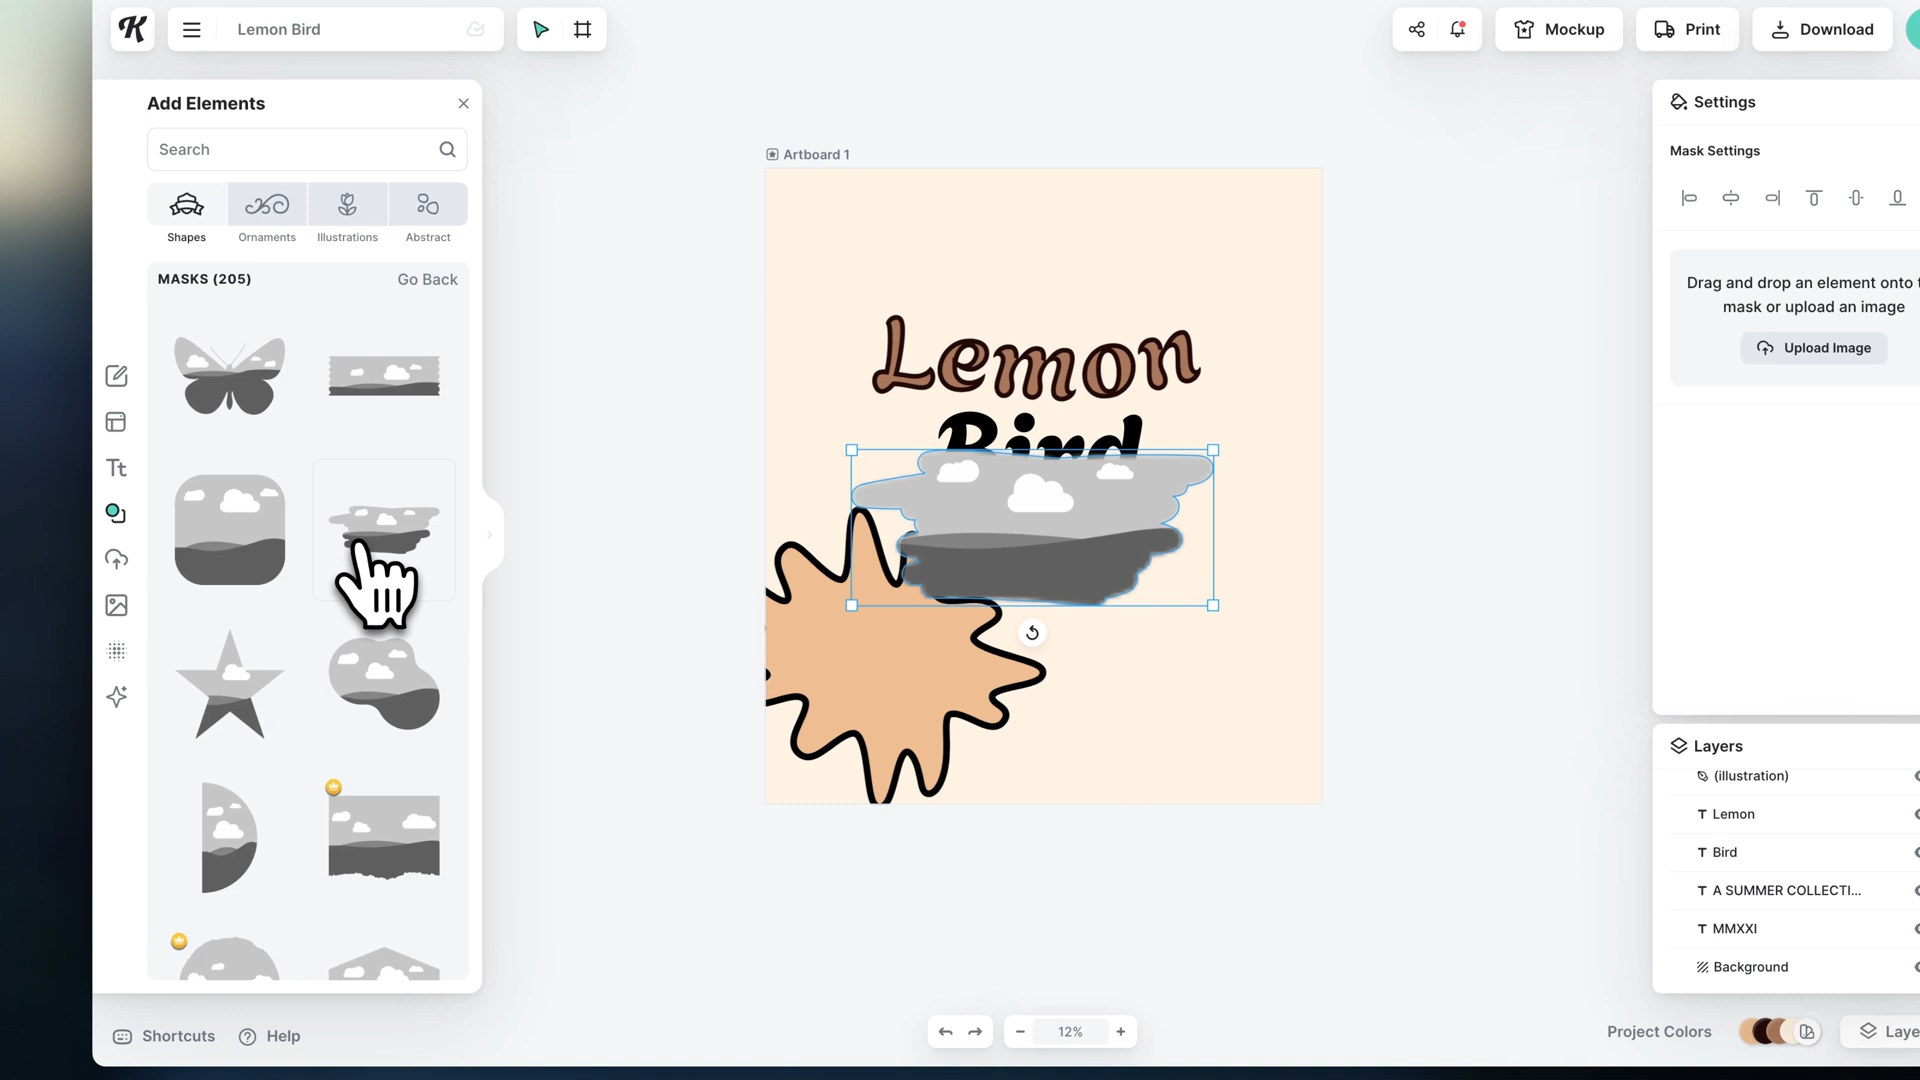 K
Lemon Bird
Mockup
Print
Download
Add Elements
Search
Shapes
Ornaments
Illustrations
Abstract
MASKS (205)
Go Back
Tt
Artboard 1
Lemon
Bird
Settings
Mask Settings
Drag and drop an element onto t
mask or upload an image
Upload Image
Layers
(illustration)
T Lemon
T Bird
T A SUMMER COLLECTI...
T MMXXI
Background
Shortcuts
Help
12%
Project Colors
Laye